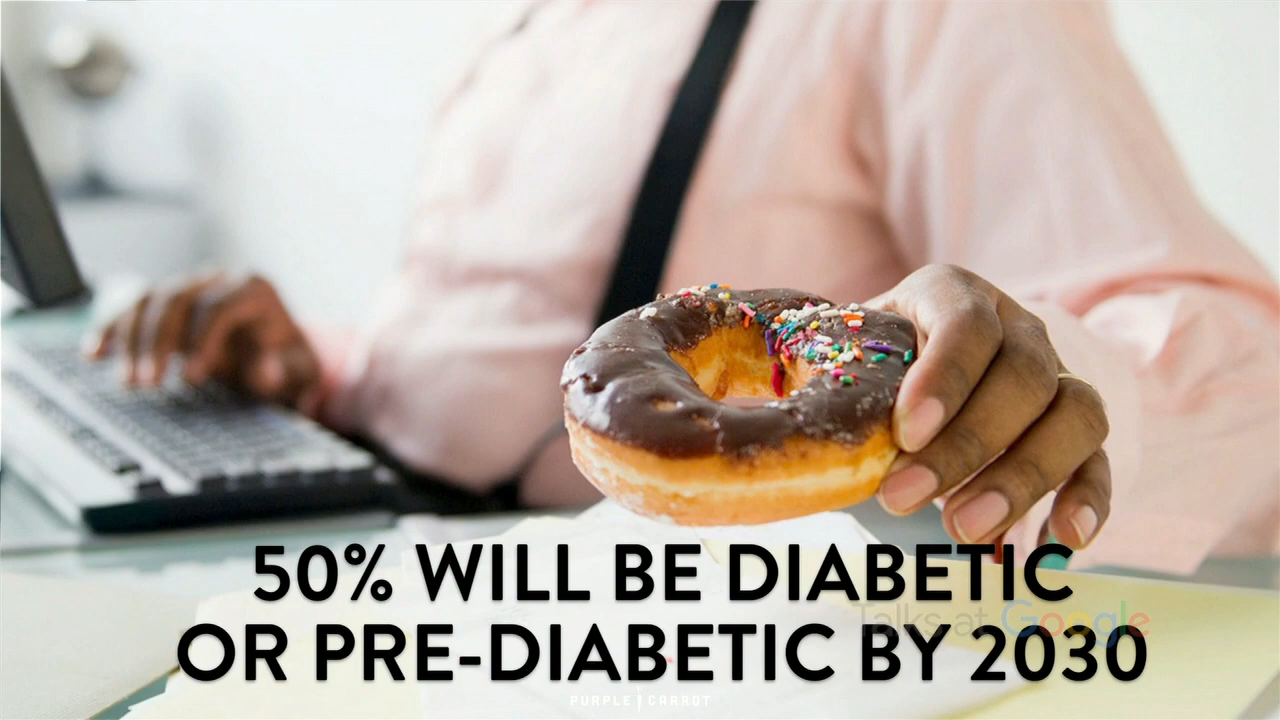 50% WILL BE DIABETIC
Talks at Google
OR PRE-DIABETIC BY 2030
PURPLE CARROT